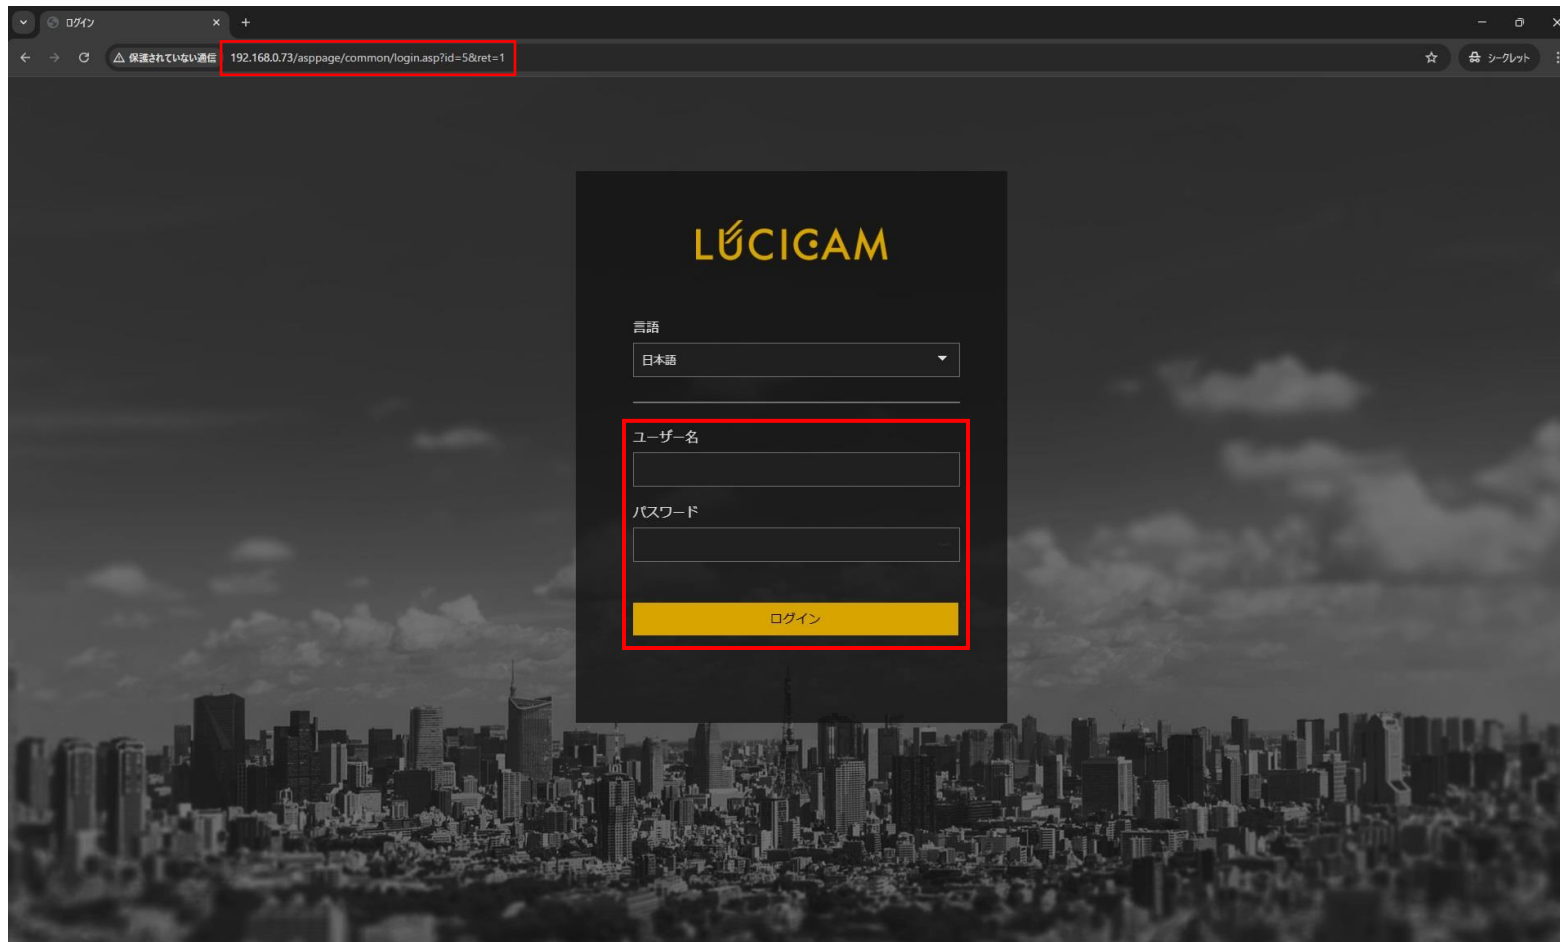 ログイン
保護されていない通信
192.168.0.73/asppage/common/login.asp?id=5&ret=1
シークレット
LÚCICAM
言語
日本語
ユーザー名
パスワード
ログイン